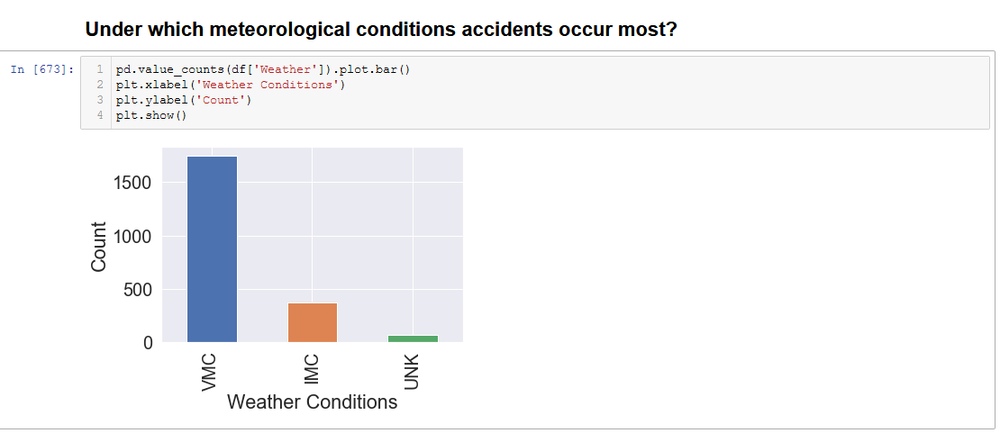 Under which meteorological conditions accidents occur most?
In [673]:
1 pd.value_counts(df['Weather']).plot.bar()
2 plt.xlabel('Weather Conditions')
3 plt.ylabel('Count')
4 plt.show()
1500
1000
500
0
Count
VMC
IMC
UNK
Weather Conditions